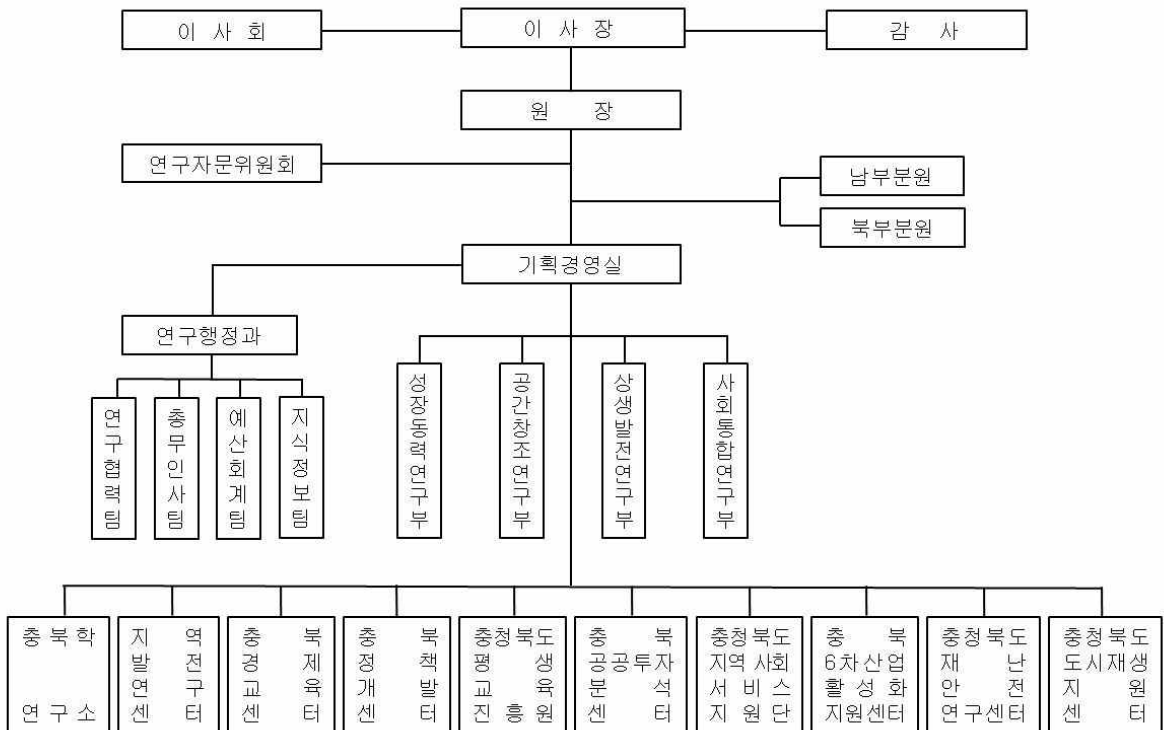 이 사 회
이 사 장
감 사
원 장
연구자문위원회
남부분원
북부분원
기획경영실
연구행정과
연구협력팀
총무인사팀
예산회계팀
지식정보팀
성장동력연구부
공간창조연구부
상생발전연구부
사회통합연구부
충 북 학
연 구 소
지 역
발 전
연 구
센 터
충 북
경 제
교 육
센 터
충 북
정 책
개 발
센 터
충청북도
평 생
교 육
진 흥 원
충 북
공공투자
분 석
센 터
충청북도
지역사회
서 비 스
지 원 단
충 북
6차산업
활 성 화
지원센터
충청북도
재 난
안 전
연구센터
충청북도
도시재생
지 원
센 터